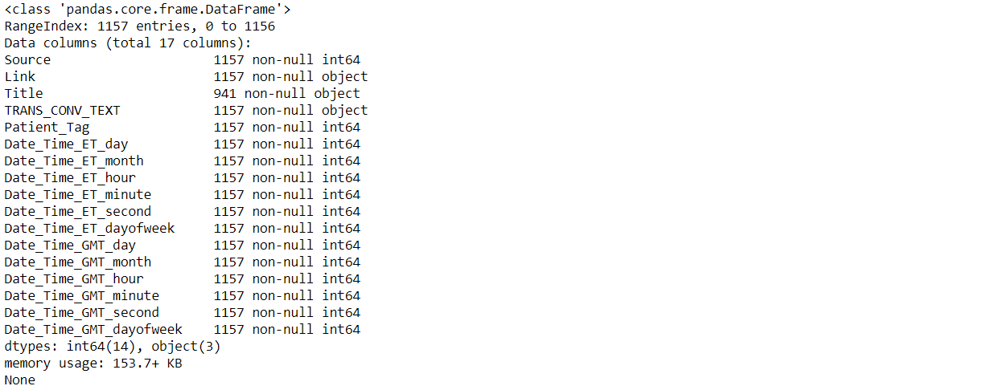 <class 'pandas.core.frame.DataFrame'>
RangeIndex: 1157 entries, 0 to 1156
Data columns (total 17 columns):
Source                     1157 non-null int64
Link                       1157 non-null object
Title                      941 non-null object
TRANS_CONV_TEXT            1157 non-null object
Patient_Tag                1157 non-null int64
Date_Time_ET_day           1157 non-null int64
Date_Time_ET_month         1157 non-null int64
Date_Time_ET_hour          1157 non-null int64
Date_Time_ET_minute        1157 non-null int64
Date_Time_ET_second        1157 non-null int64
Date_Time_ET_dayofweek     1157 non-null int64
Date_Time_GMT_day          1157 non-null int64
Date_Time_GMT_month        1157 non-null int64
Date_Time_GMT_hour         1157 non-null int64
Date_Time_GMT_minute       1157 non-null int64
Date_Time_GMT_second       1157 non-null int64
Date_Time_GMT_dayofweek    1157 non-null int64
dtypes: int64(14), object(3)
memory usage: 153.7+ KB
None